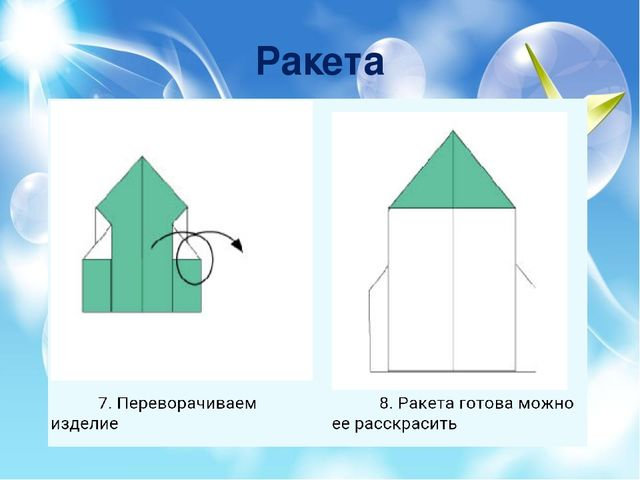 Ракета
7. Переворачиваем
изделие
8. Ракета готова можно
ее расскрасить